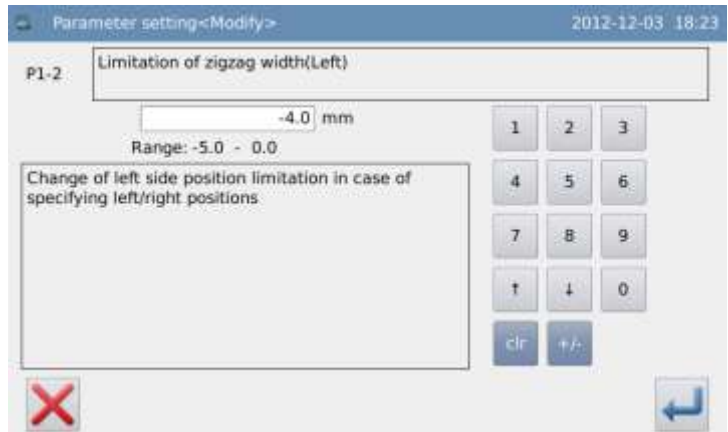 Parameter setting<Modify>
2012-12-03 18:23
P1-2
Limitation of zigzag width(Left)
-4.0 mm
Range: -5.0 - 0.0
Change of left side position limitation in case of
specifying left/right positions
1 2 3
4 5 6
7 8 9
↑ ↓ 0
clr +/-